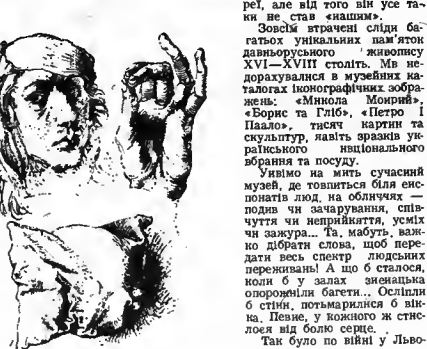 реї, але від того він усе та-
ки не став «нашим».
Зовсім втрачені сліди ба-
гатьох унікальних пам'яток
давньоруського живопису
XVI—XVIII століть. Ми не-
дорахувалися в музейних ка-
талогах іконографічних зобра-
жень: «Микола Мокрий»,
«Борис та Гліб», «Петро і
Павло», тисяч картин та
скульптур, навіть зразків ук-
раїнського національного
вбрання та посуду.
Уявімо на мить сучасний
музей, де товпиться біля екс-
понатів люд, на обличчях —
подив чи зачарування, спів-
чуття чи неприйняття, усміх
чи зажура... Та, мабуть, важ-
ко дібрати слова, щоб пере-
дати весь спектр людських
переживань! А що б сталося,
коли б у залах зненацька
опорожніли багети... Осліпли
б стіни, потьмарилися б вік-
на. Певне, у кожного ж стис-
лося від болю серце.
Так було по війні у Льво-